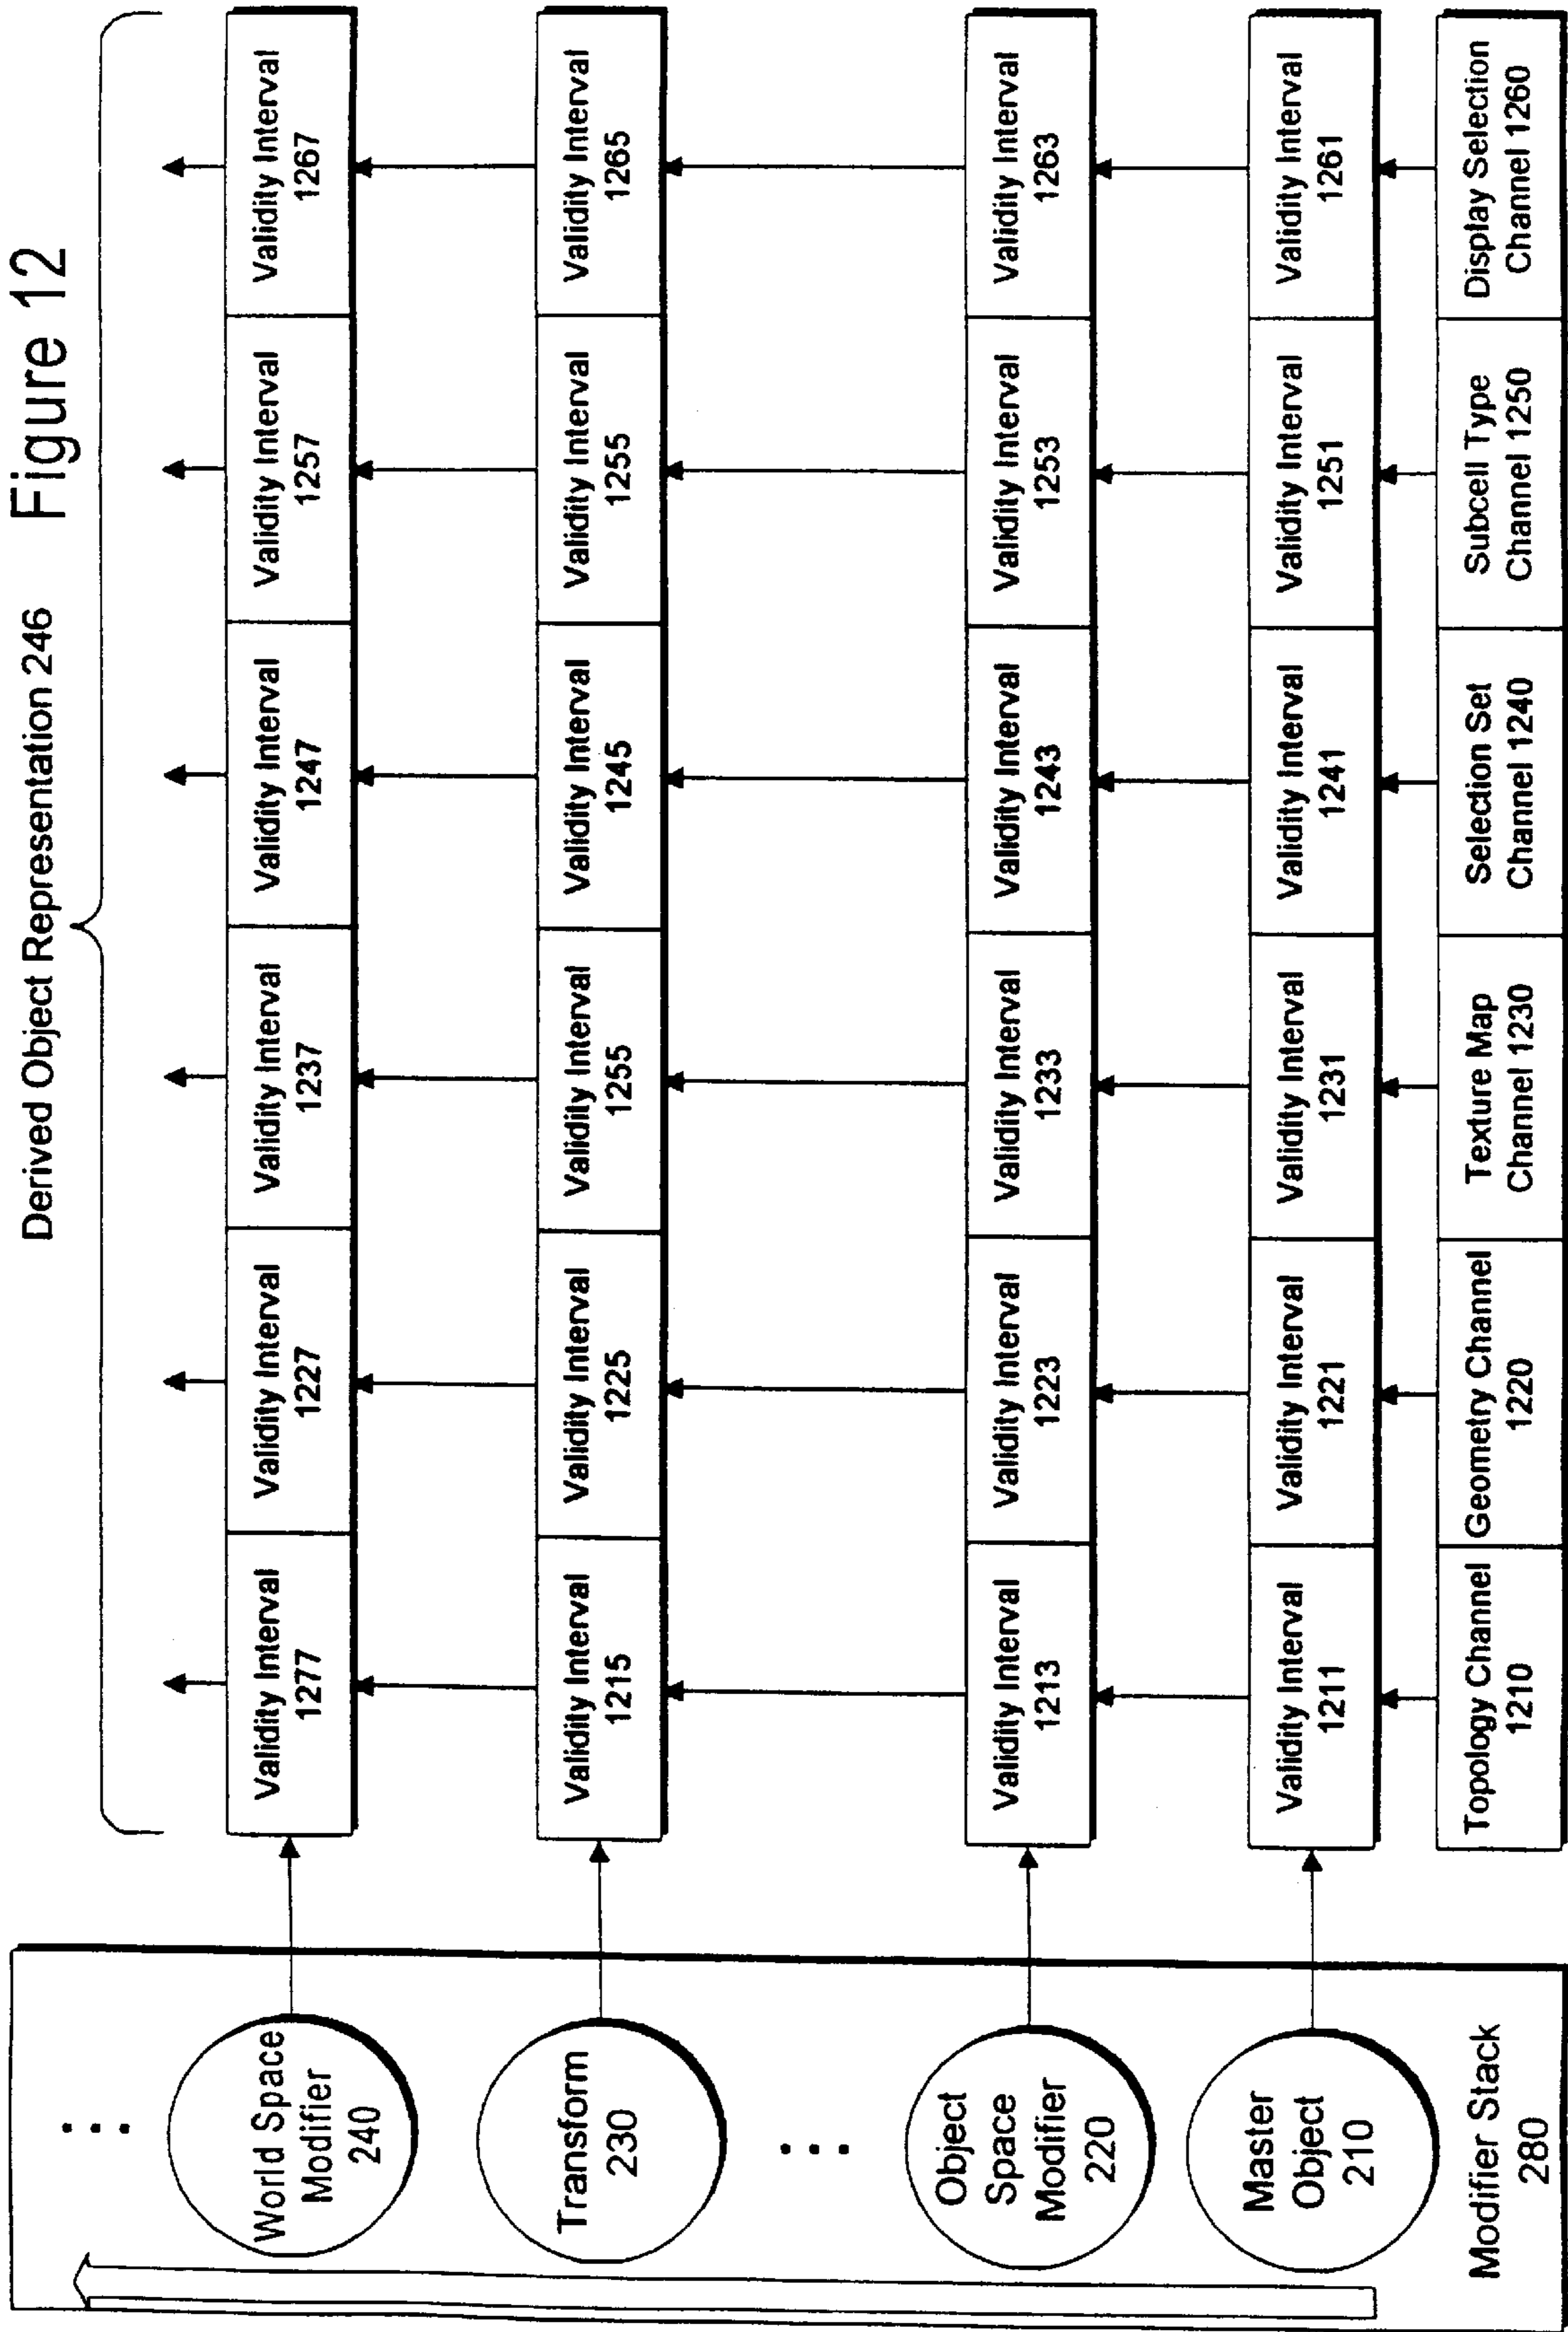 Figure 12
Derived Object Representation 246
World Space
Modifier
240
Validity Interval
1277
Validity Interval
1227
Validity Interval
1237
Validity Interval
1247
Validity Interval
1257
Validity Interval
1267
Transform
230
Validity Interval
1215
Validity Interval
1225
Validity Interval
1255
Validity Interval
1245
Validity Interval
1255
Validity Interval
1265
Object
Space
Modifier
220
Validity Interval
1213
Validity Interval
1223
Validity Interval
1233
Validity Interval
1243
Validity Interval
1253
Validity Interval
1263
Master
Object
210
Validity Interval
1211
Validity Interval
1221
Validity Interval
1231
Validity Interval
1241
Validity Interval
1251
Validity Interval
1261
Modifier Stack
280
Topology Channel
1210
Geometry Channel
1220
Texture Map
Channel 1230
Selection Set
Channel 1240
Subcell Type
Channel 1250
Display Selection
Channel 1260